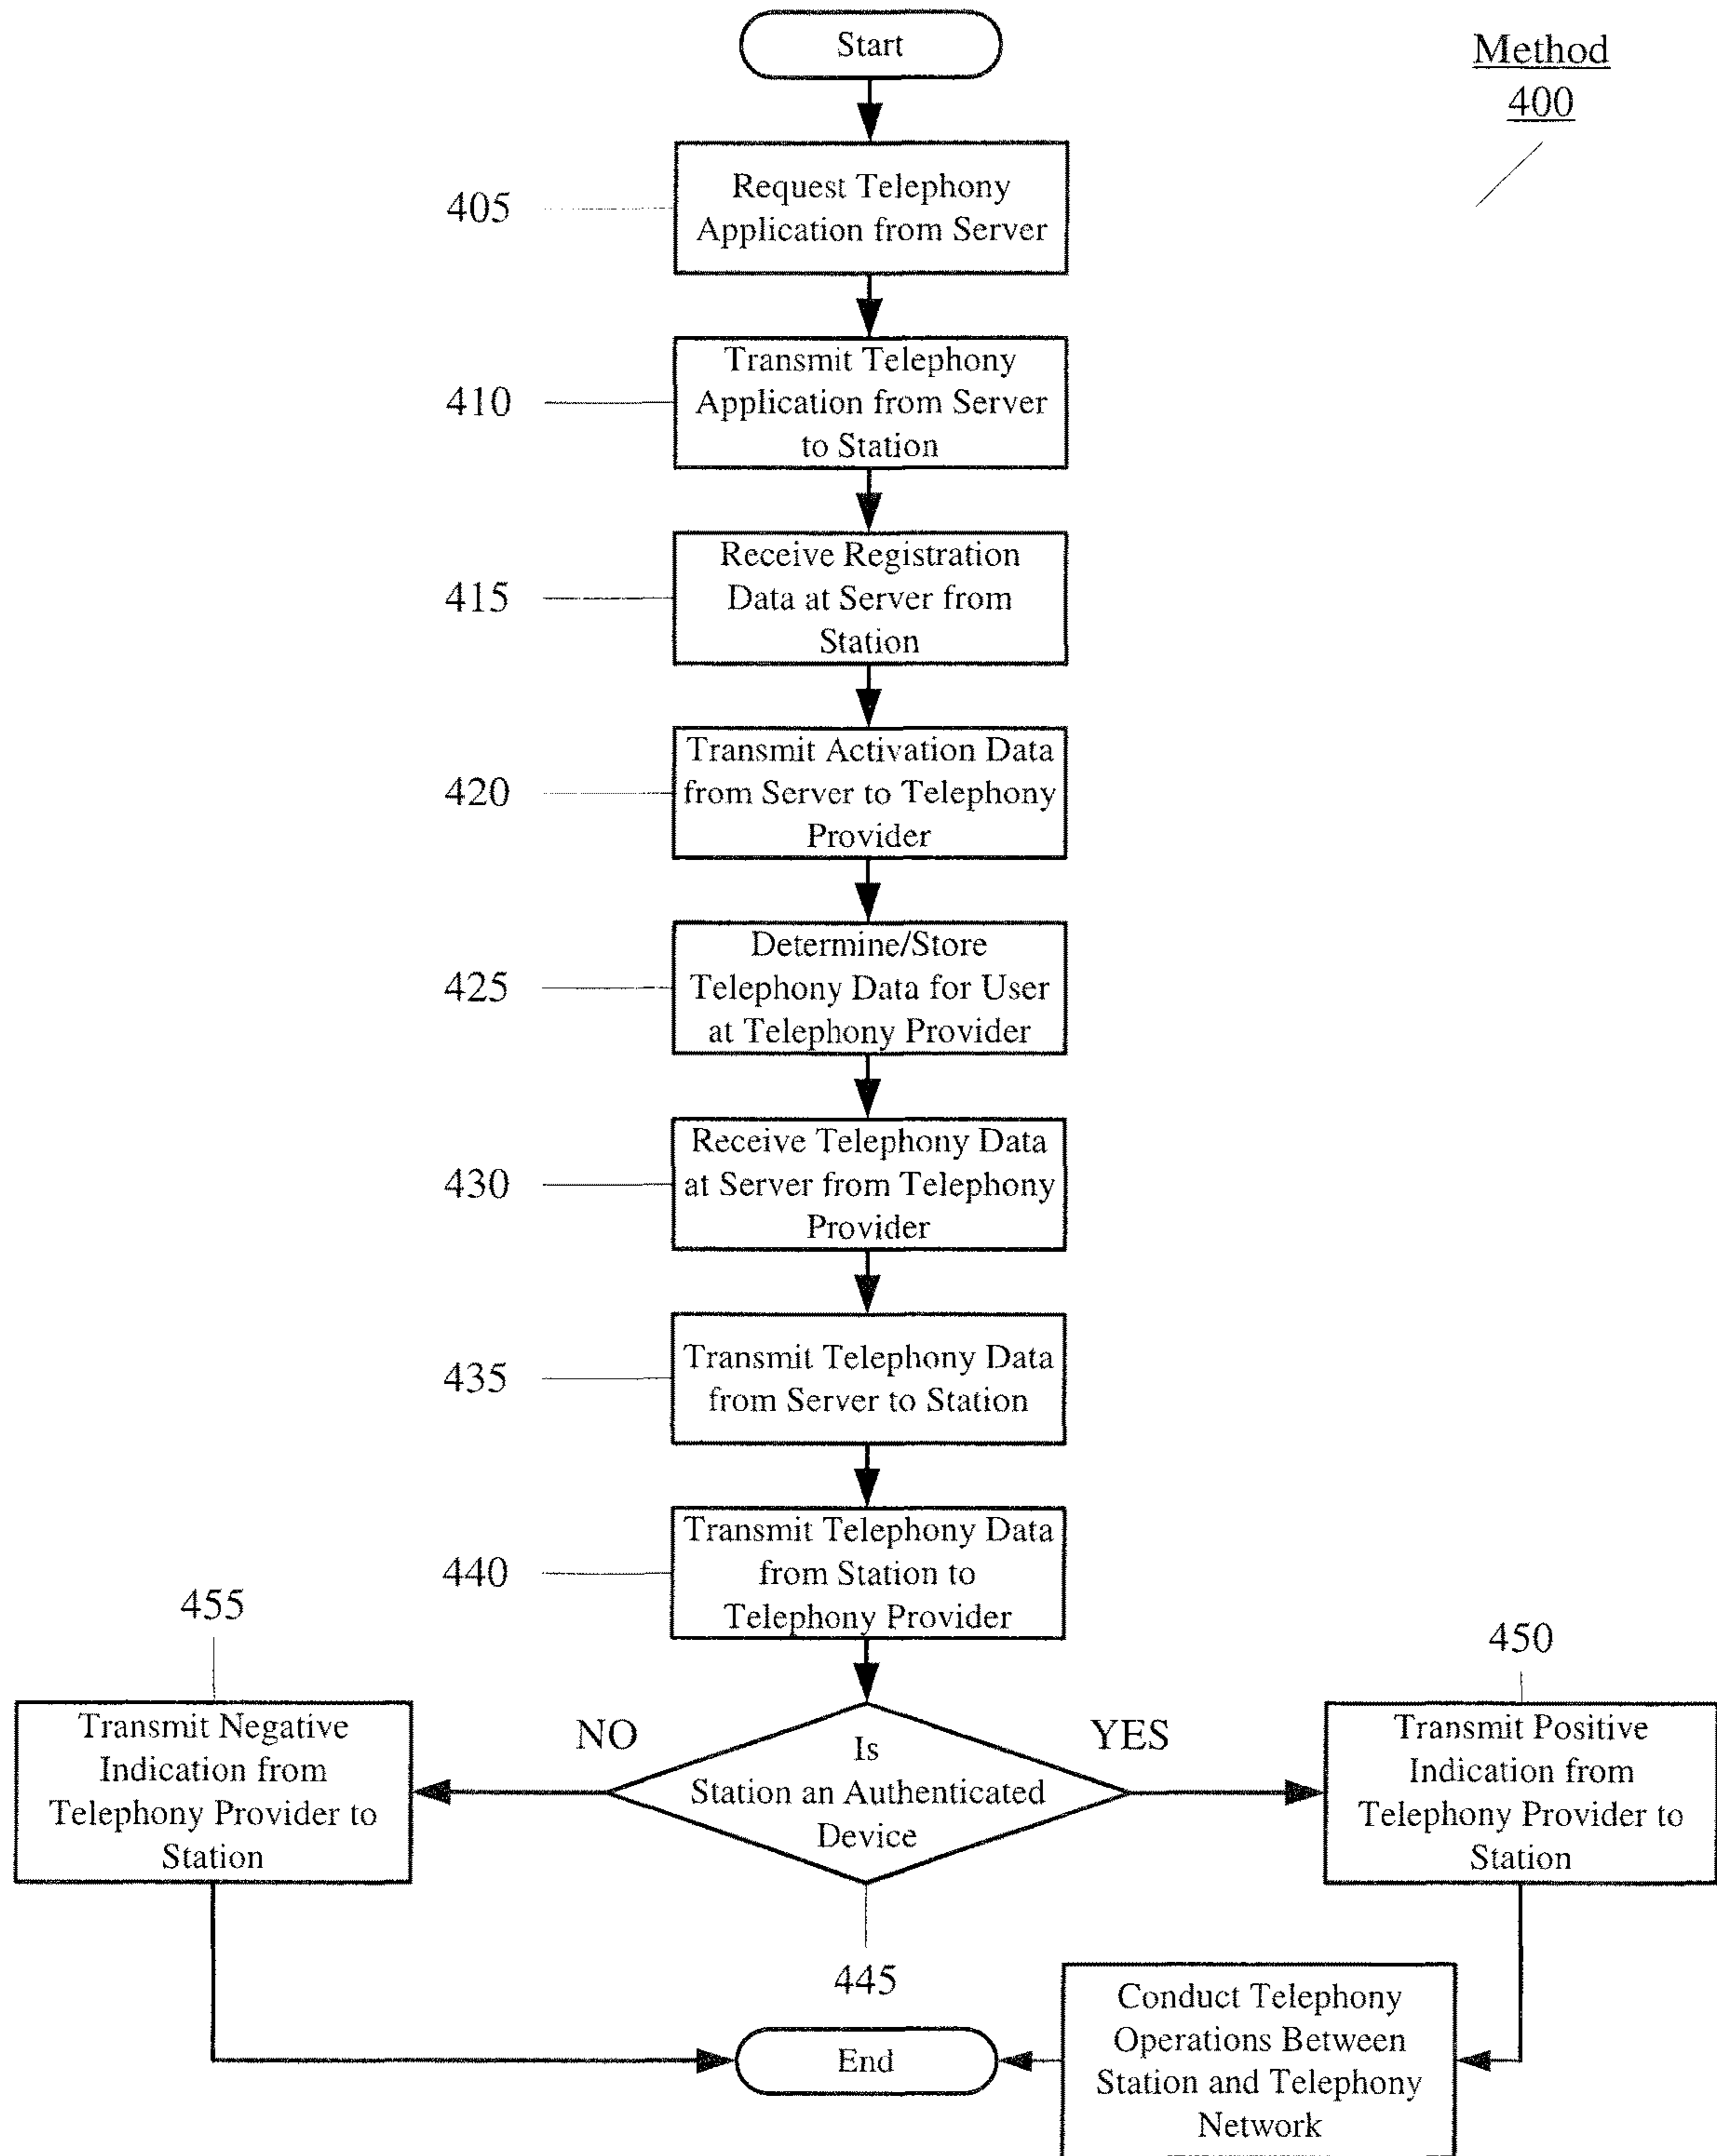 Start
Method
400
405
Request Telephony
Application from Server
410
Transmit Telephony
Application from Server
to Station
415
Receive Registration
Data at Server from
Station
420
Transmit Activation Data
from Server to Telephony
Provider
425
Determine/Store
Telephony Data for User
at Telephony Provider
430
Receive Telephony Data
at Server from Telephony
Provider
435
Transmit Telephony Data
from Server to Station
440
Transmit Telephony Data
from Station to
Telephony Provider
455
Transmit Negative
Indication from
Telephony Provider to
Station
NO
Is
Station an Authenticated
Device
445
YES
450
Transmit Positive
Indication from
Telephony Provider to
Station
Conduct Telephony
Operations Between
Station and Telephony
Network
End